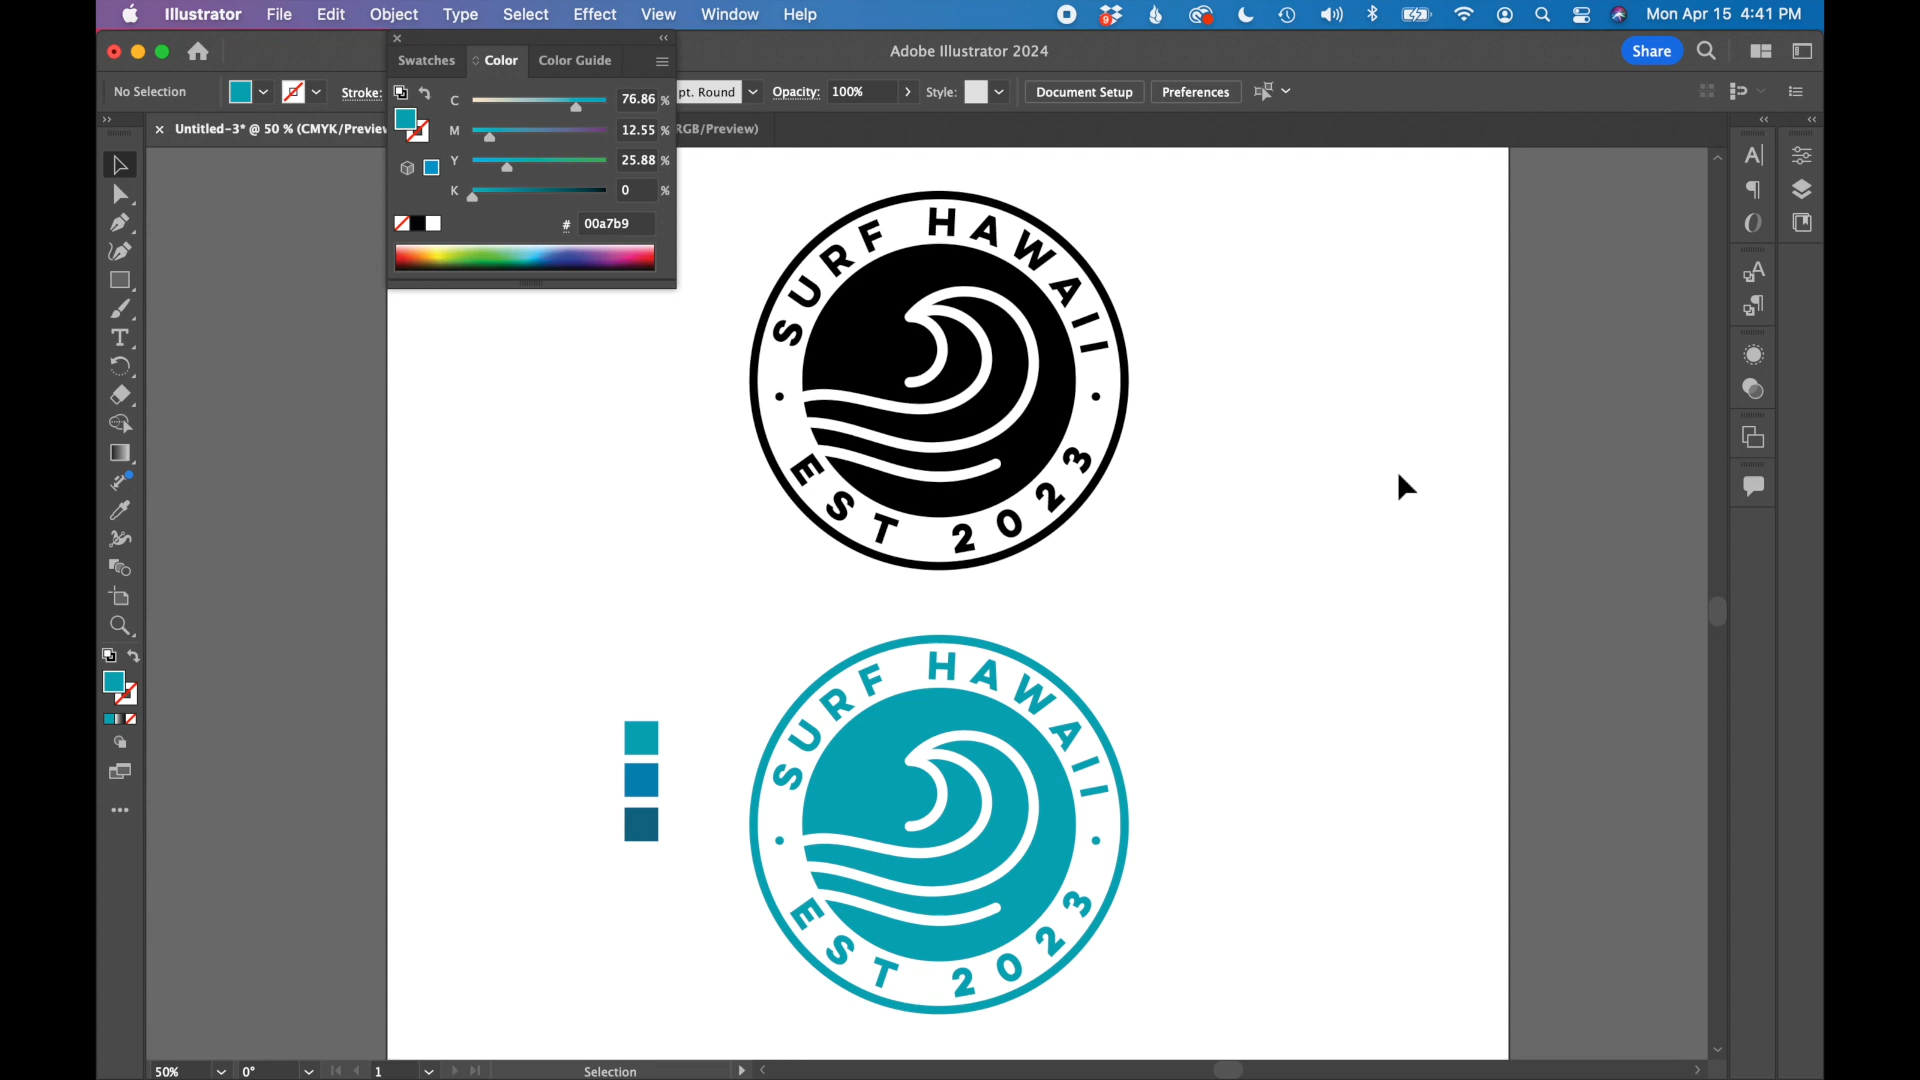 Illustrator File Edit Object Type Select Effect View Window Help
9
Mon Apr 15 4:41 PM
Adobe Illustrator 2024
Share
Swatches Color Color Guide
No Selection
Stroke:
pt. Round
Opacity: 100%
Style:
Document Setup
Preferences
C 76.86 %
M 12.55 %
Y 25.88 %
K 0 %
# 00a7b9
Untitled-3* @ 50 % (CMYK/Preview
RGB/Preview)
SURF HAWAII
EST 2023
SURF HAWAII
EST 2023
50% 0° 1 Selection